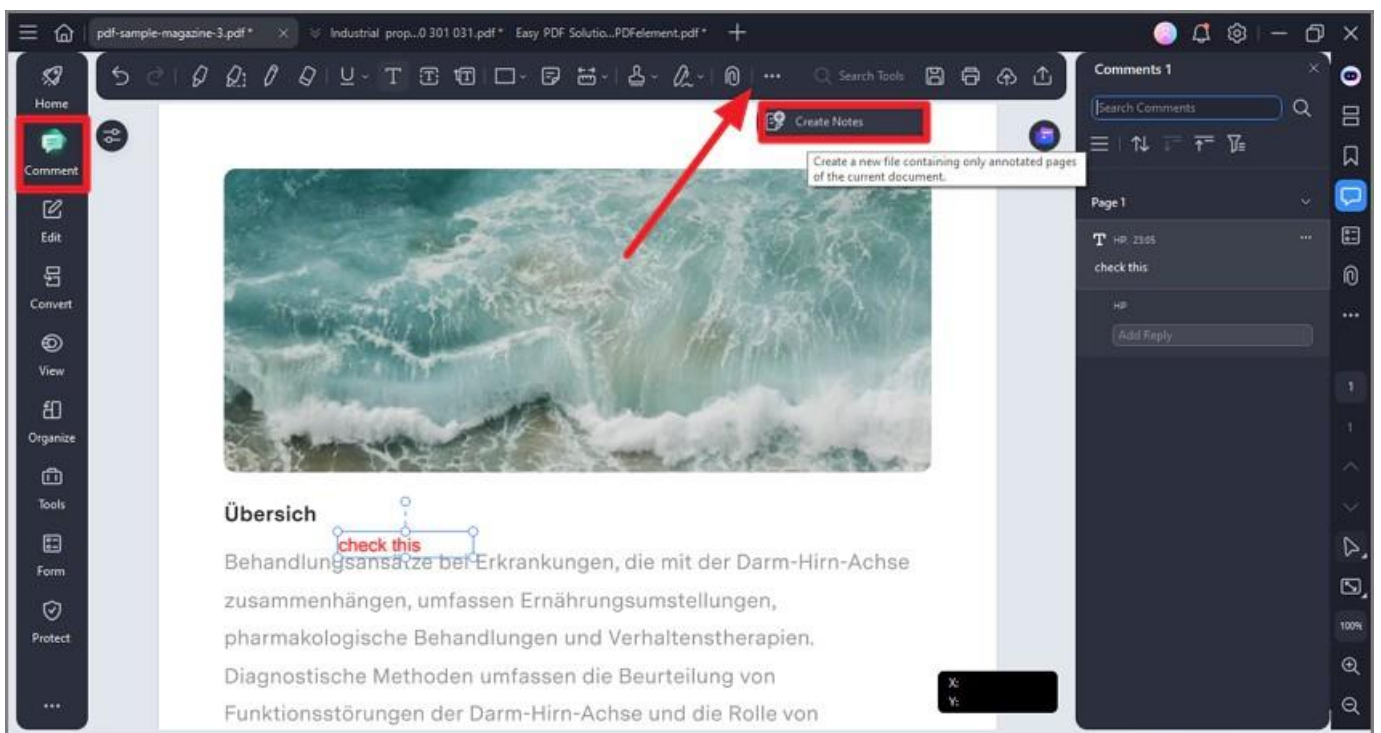 pdf-sample-magazine-3.pdf *
Industrial prop...0 301 031.pdf *
Easy PDF Solutio...PDFelement.pdf *
Search Tools
Home
Comment
Edit
Convert
View
Organize
Tools
Form
Protect
Create Notes
Create a new file containing only annotated pages
of the current document.
Übersich
check this
Behandlungsansätze bei Erkrankungen, die mit der Darm-Hirn-Achse
zusammenhängen, umfassen Ernährungsumstellungen,
pharmakologische Behandlungen und Verhaltenstherapien.
Diagnostische Methoden umfassen die Beurteilung von
Funktionsstörungen der Darm-Hirn-Achse und die Rolle von
X:
Y:
Comments 1
Search Comments
Page 1
HP, 23:05
check this
HP
Add Reply
1
1
100%